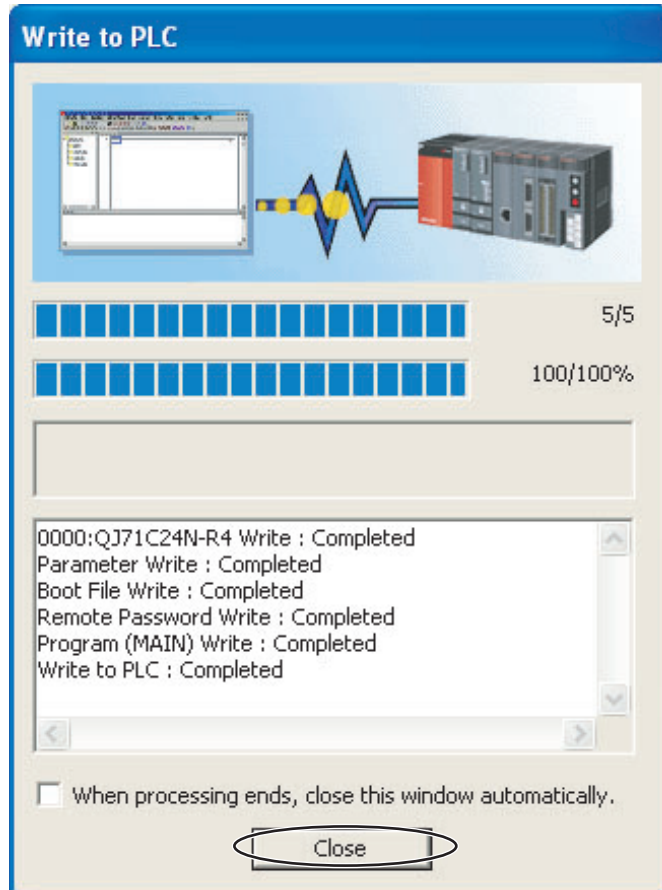 Write to PLC
5/5
100/100%
0000:QJ71C24N-R4 Write : Completed
Parameter Write : Completed
Boot File Write : Completed
Remote Password Write : Completed
Program (MAIN) Write : Completed
Write to PLC : Completed
When processing ends, close this window automatically.
Close